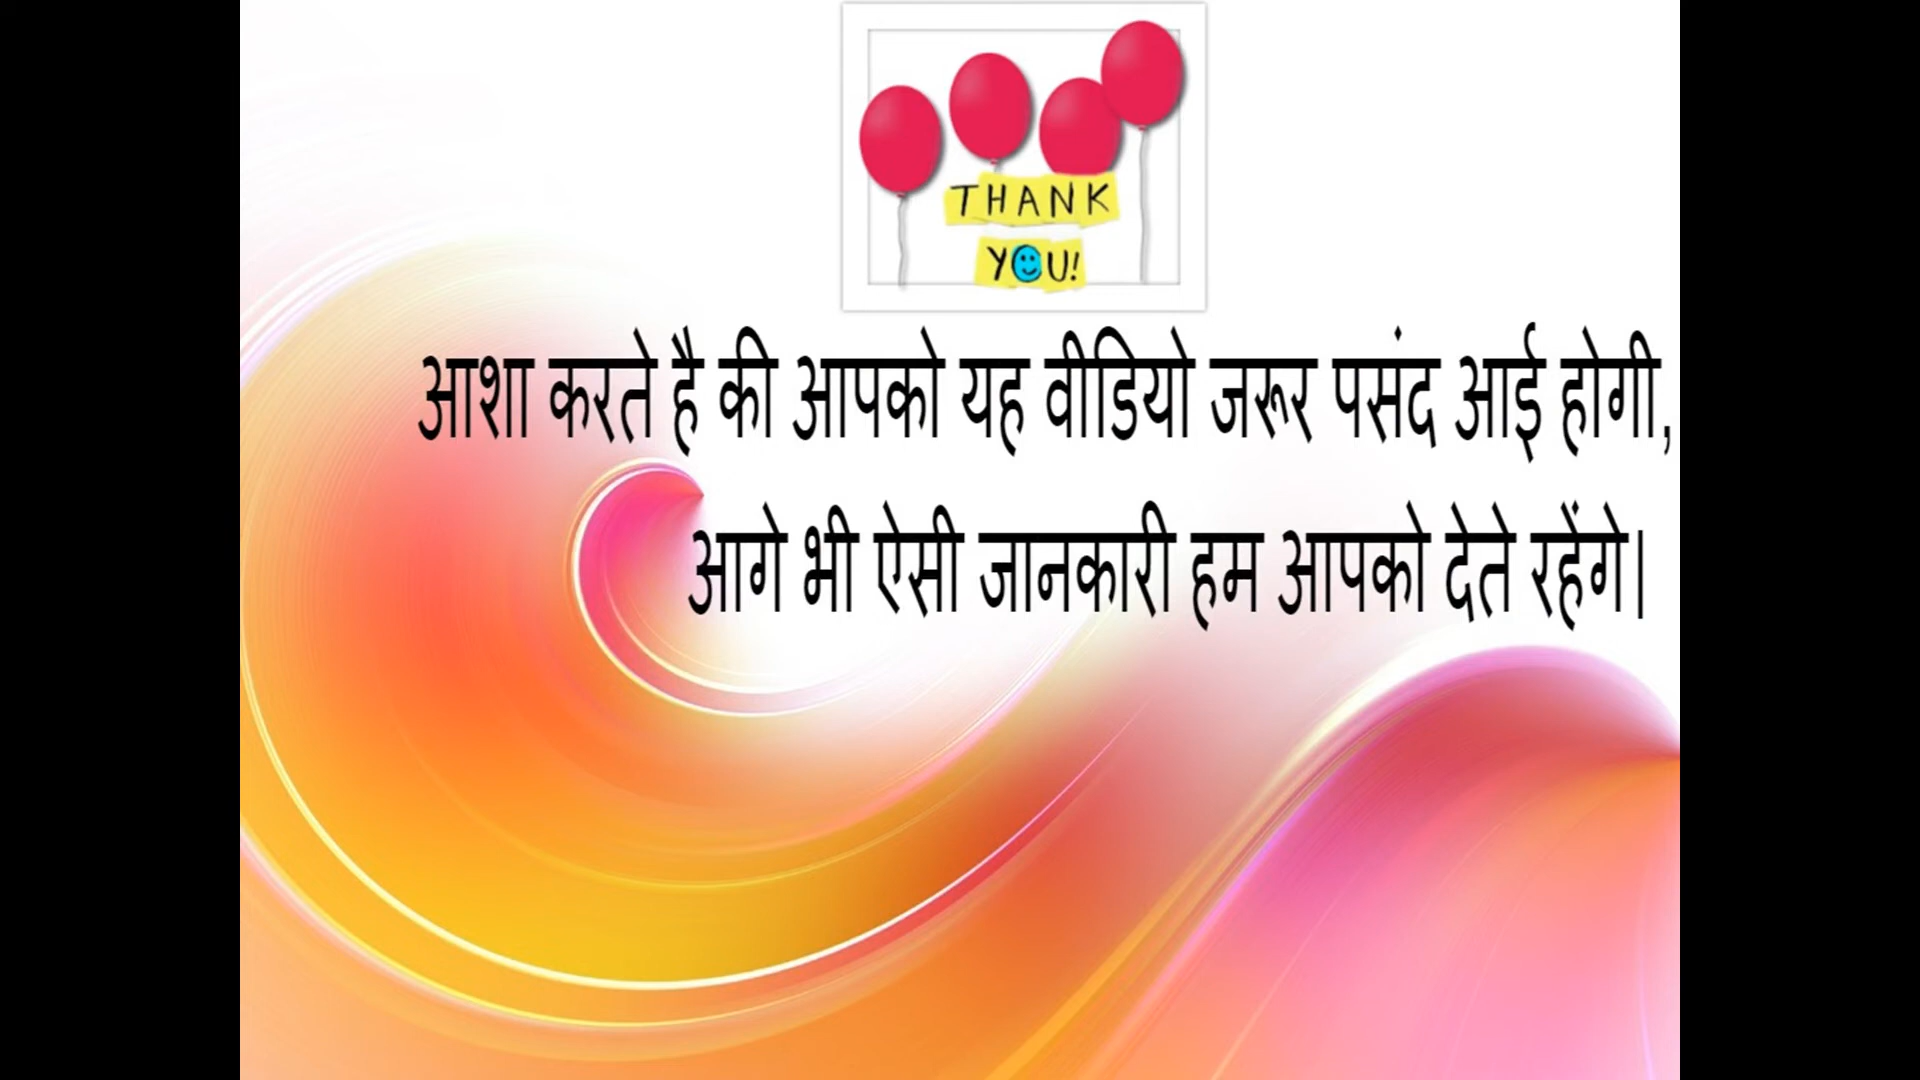 THANK
YOU!
आशा करते है की आपको यह वीडियो जरूर पसंद आई होगी,
आगे भी ऐसी जानकारी हम आपको देते रहेंगे।